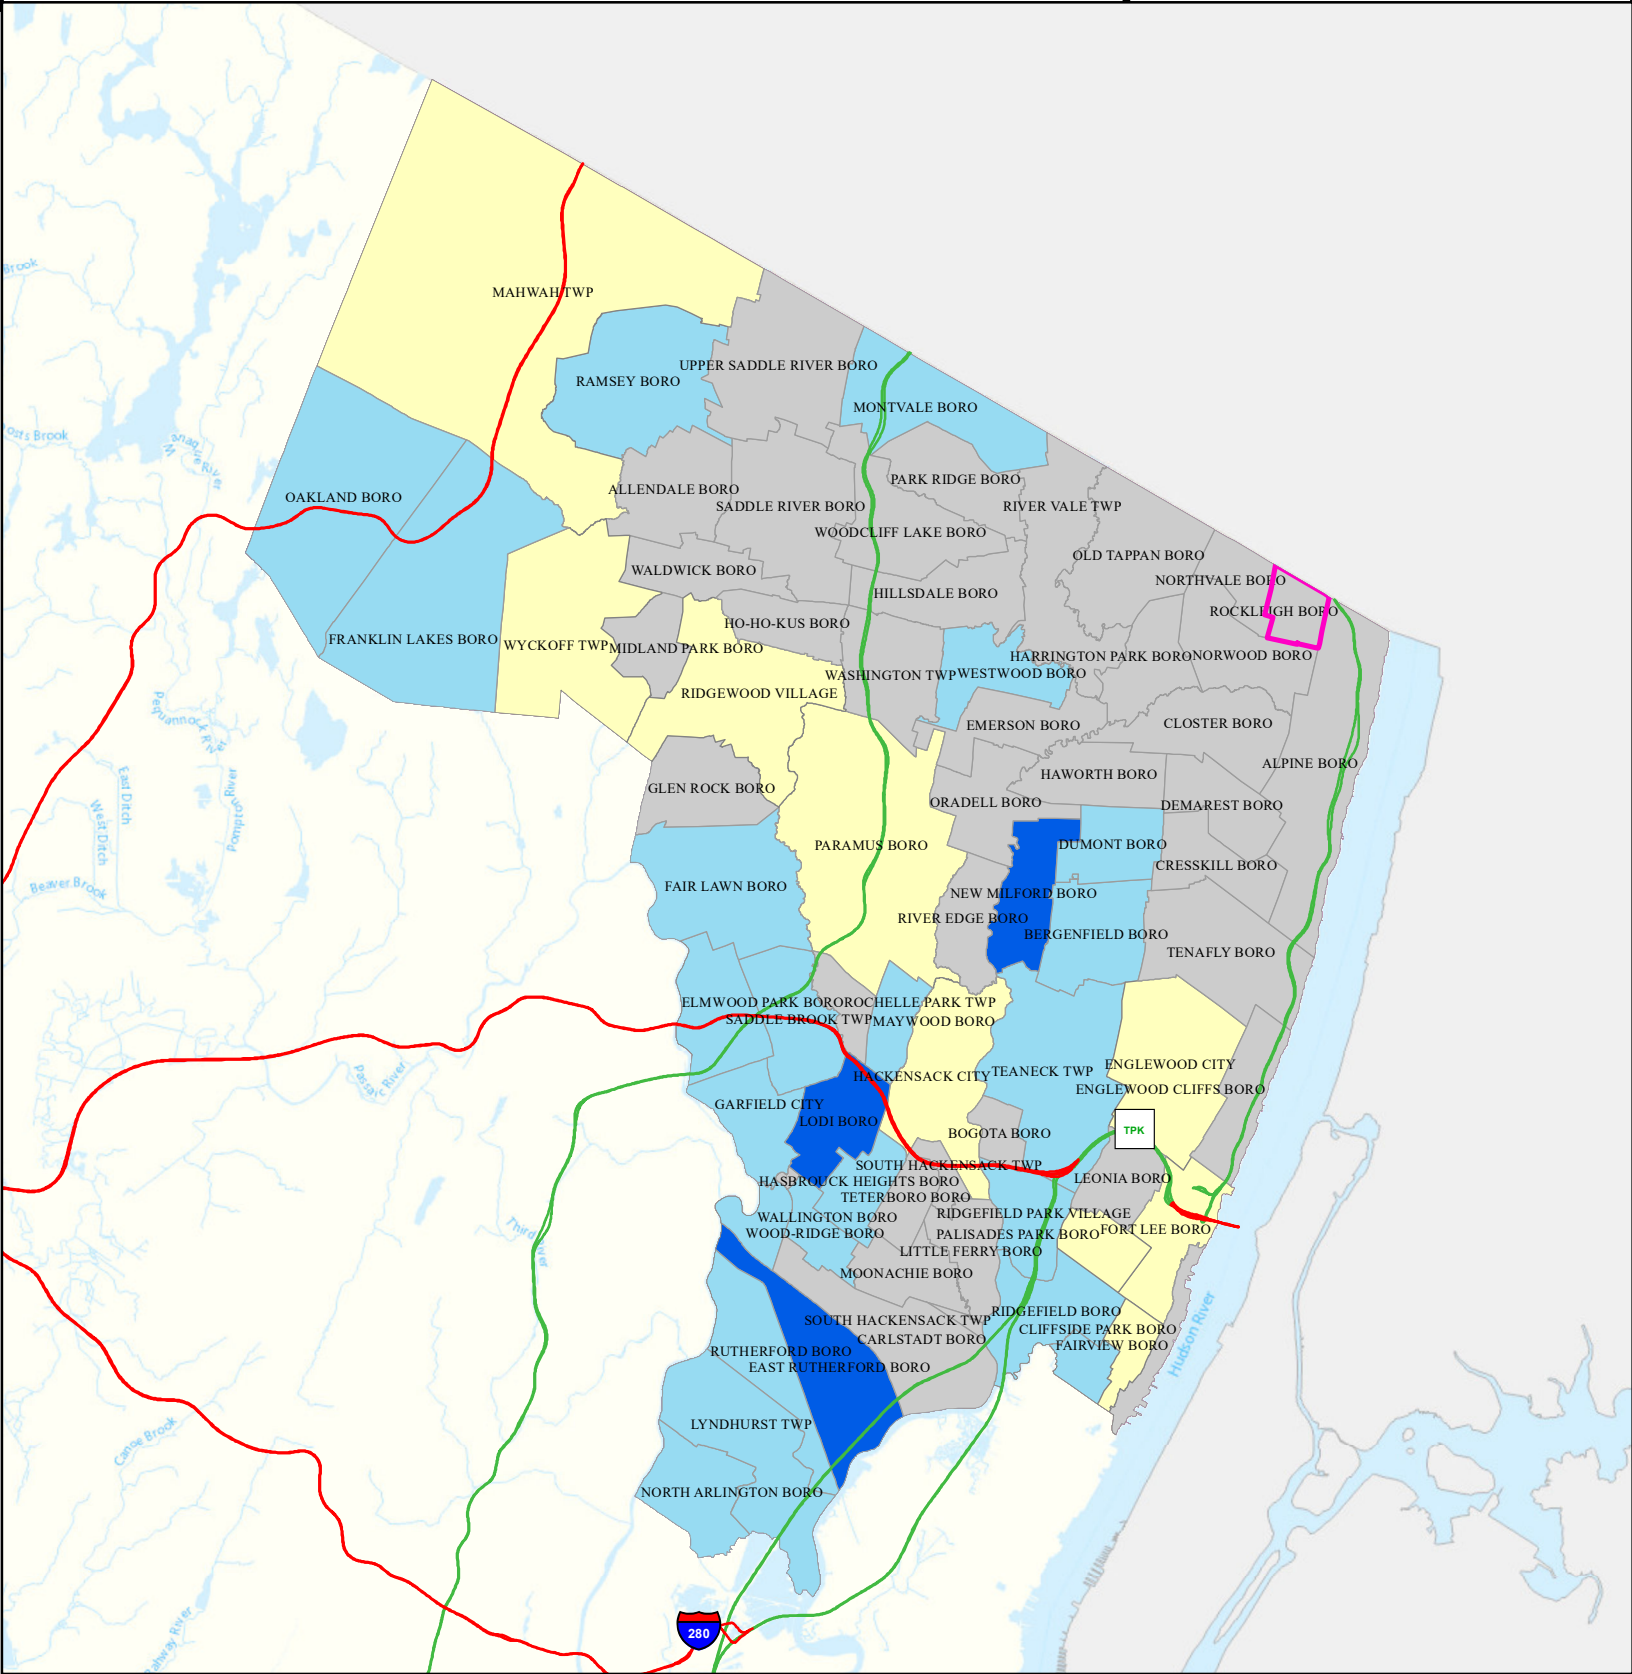 MAHWAH TWP
Brook
UPPER SADDLE RIVER BORO
RAMSEY BORO
MONTVALE BORO
osts Brook
PARK RIDGE BORO
ALLENDALE BORO
OAKLAND BORO
SADDLE RIVER BORO
RIVER VALE TWP
WOODCLIFF LAKE BORO
OLD TAPPAN BORO
WALDWICK BORO
NORTHVALE BORO
HILLSDALE BORO
ROCKLEIGH BORO
HO-HO-KUS BORO
FRANKLIN LAKES BORO
WYCKOFF TWP
MIDLAND PARK BORO
HARRINGTON PARK BORO
NORWOOD BORO
WASHINGTON TWP
WESTWOOD BORO
RIDGEWOOD VILLAGE
Pequannock River
EMERSON BORO
CLOSTER BORO
ALPINE BORO
HAWORTH BORO
GLEN ROCK BORO
East Ditch
West Ditch
Pompton River
ORADELL BORO
DEMAREST BORO
PARAMUS BORO
DUMONT BORO
CRESSKILL BORO
Beaver Brook
FAIR LAWN BORO
NEW MILFORD BORO
RIVER EDGE BORO
BERGENFIELD BORO
TENAFLY BORO
ELMWOOD PARK BORO
ROCHELLE PARK TWP
SADDLE BROOK TWP
MAYWOOD BORO
ENGLEWOOD CITY
TEANECK TWP
HACKENSACK CITY
Passaic River
ENGLEWOOD CLIFFS BORO
GARFIELD CITY
LODI BORO
TPK
BOGOTA BORO
SOUTH HACKENSACK TWP
LEONIA BORO
HASBROUCK HEIGHTS BORO
TETERBORO BORO
RIDGEFIELD PARK VILLAGE
WALLINGTON BORO
FORT LEE BORO
WOOD-RIDGE BORO
PALISADES PARK BORO
Third River
LITTLE FERRY BORO
MOONACHIE BORO
RIDGEFIELD BORO
SOUTH HACKENSACK TWP
CLIFFSIDE PARK BORO
Hudson River
CARLSTADT BORO
FAIRVIEW BORO
RUTHERFORD BORO
EAST RUTHERFORD BORO
LYNDHURST TWP
Canoe Brook
NORTH ARLINGTON BORO
280
ahway River